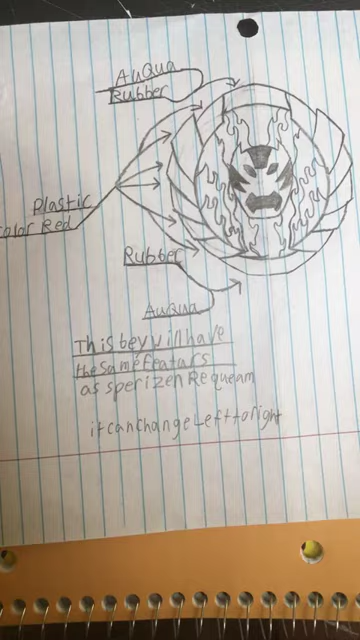 AuQua
Rubber
Plastic
Color Red
Rubber
AuQua
This bey will have
the same featars
as sperizen Requeam
it can change Left to right